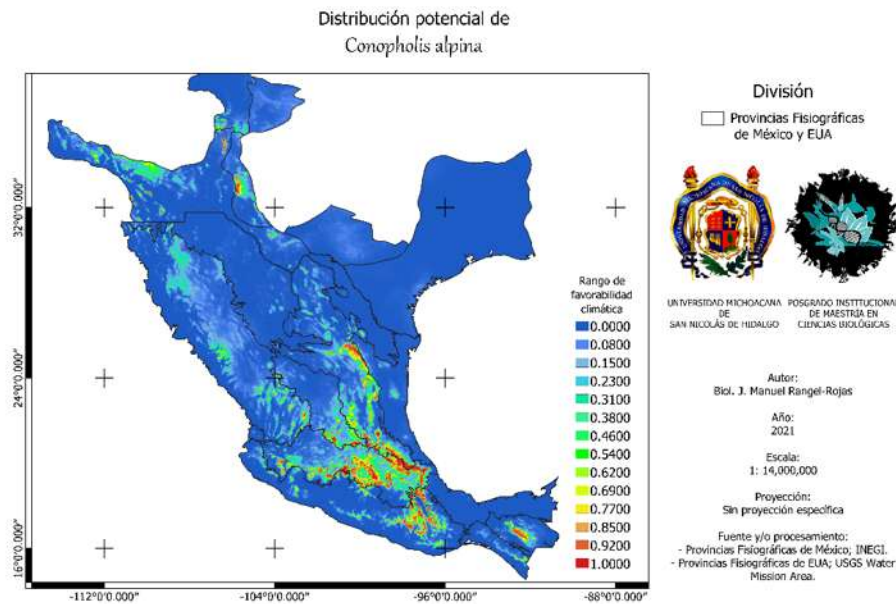 Distribución potencial de
Conopholis alpina
32°0'0.000"
24°0'0.000"
16°0'0.000"
-112°0'0.000"
-104°0'0.000"
-96°0'0.000"
-88°0'0.000"
Rango de
favorabilidad
climática
0.0000
0.0800
0.1500
0.2300
0.3100
0.3800
0.4600
0.5400
0.6200
0.6900
0.7700
0.8500
0.9200
1.0000
División
Provincias Fisiográficas
de México y EUA
UNIVERSIDAD MICHOACANA
DE
SAN NICOLÁS DE HIDALGO
POSGRADO INSTITUCIONAL
DE MAESTRÍA EN
CIENCIAS BIOLÓGICAS
Autor:
Biol. J. Manuel Rangel-Rojas
Año:
2021
Escala:
1: 14,000,000
Proyección:
Sin proyección específica
Fuente y/o procesamiento:
- Provincias Fisiográficas de México; INEGI.
- Provincias Fisiográficas de EUA; USGS Water
Mission Area.